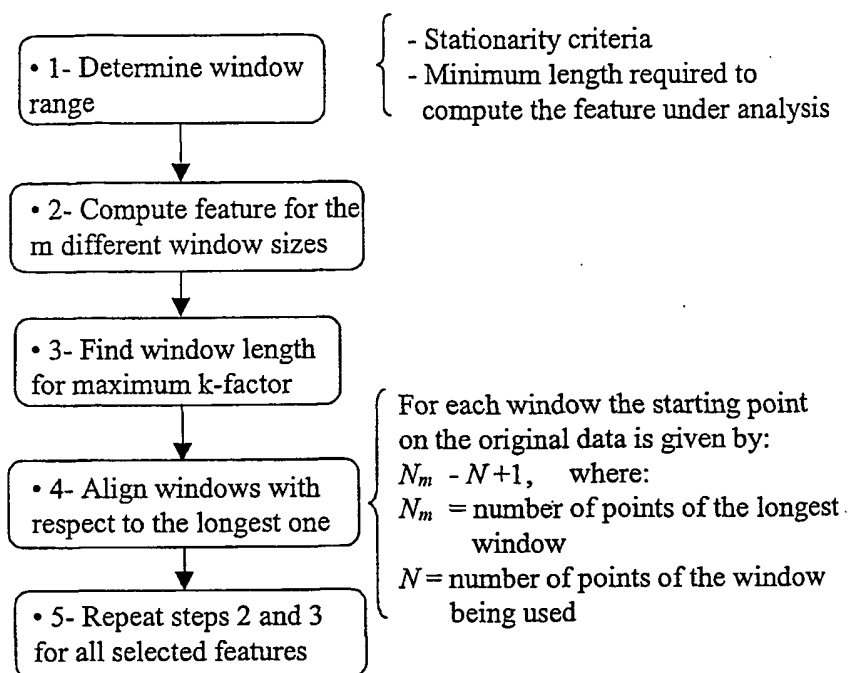 • 1- Determine window
range
- Stationarity criteria
- Minimum length required to
compute the feature under analysis
• 2- Compute feature for the
m different window sizes
• 3- Find window length
for maximum k-factor
• 4- Align windows with
respect to the longest one
For each window the starting point
on the original data is given by:
Nm - N+1, where:
Nm = number of points of the longest
window
N = number of points of the window
being used
• 5- Repeat steps 2 and 3
for all selected features